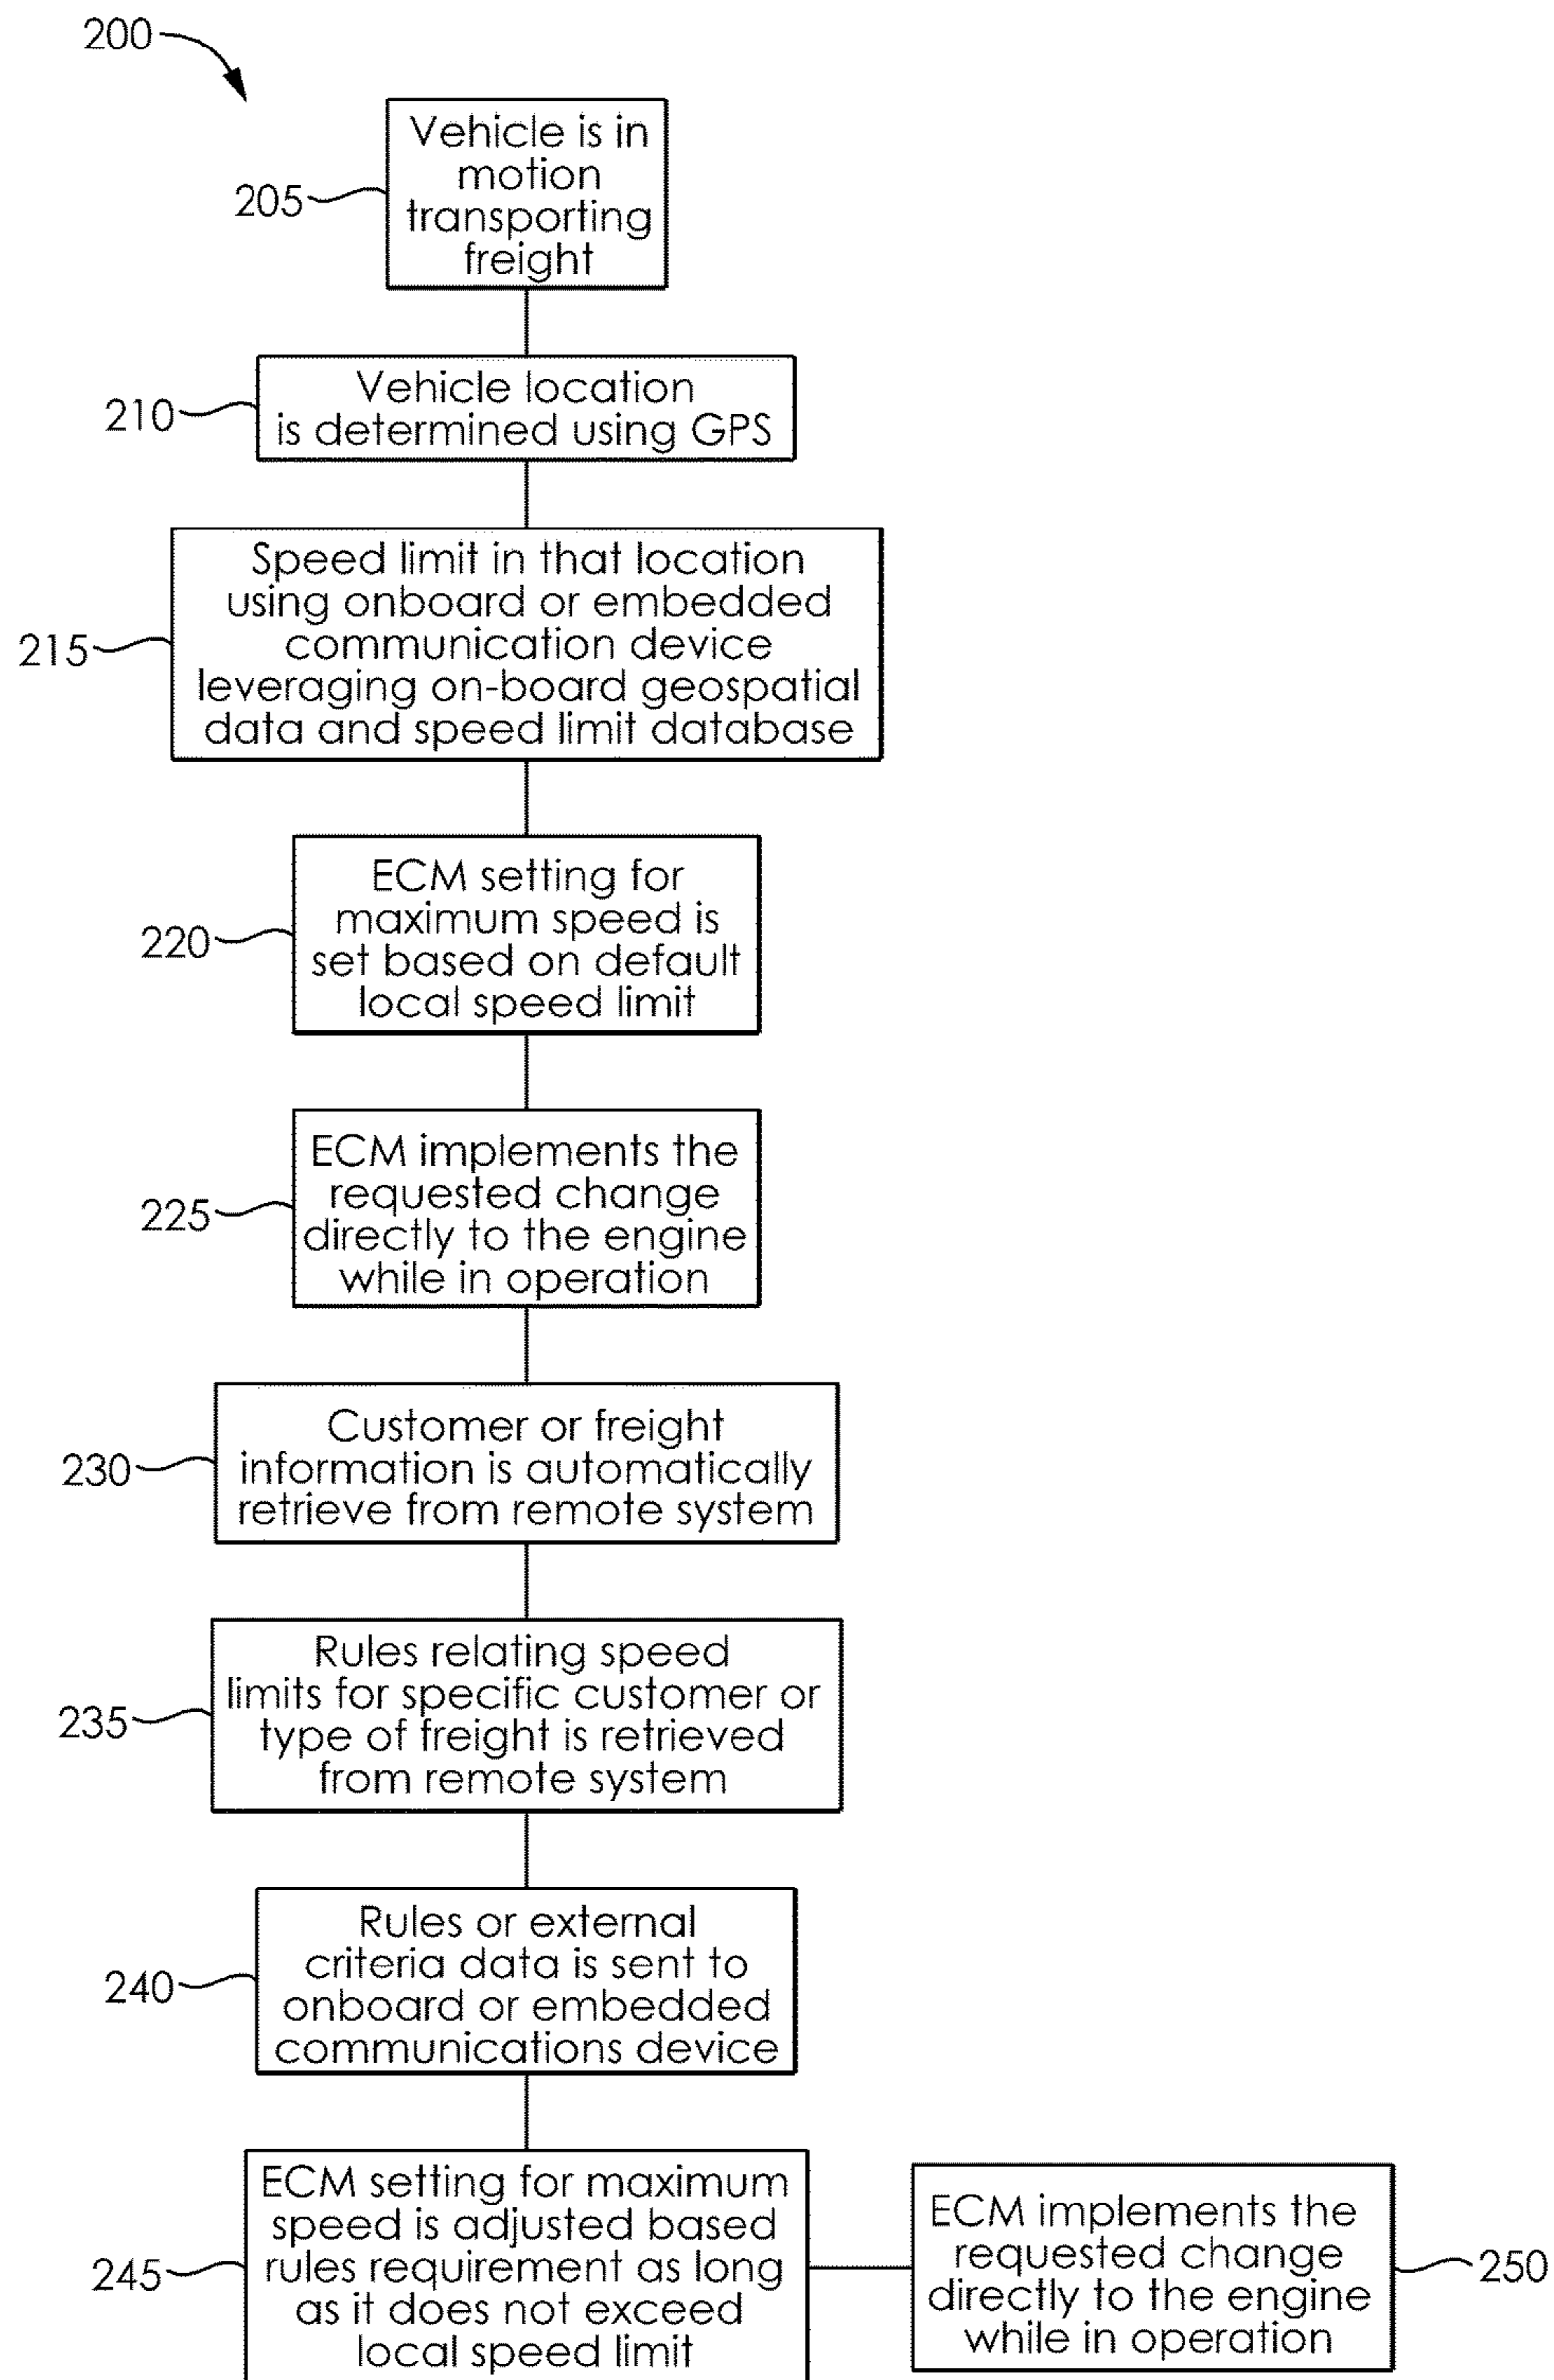 200
Vehicle is in
motion
transporting
freight
205
Vehicle location
is determined using GPS
210
Speed limit in that location
using onboard or embedded
communication device
leveraging on-board geospatial
data and speed limit database
215
ECM setting for
maximum speed is
set based on default
local speed limit
220
ECM implements the
requested change
directly to the engine
while in operation
225
Customer or freight
information is automatically
retrieve from remote system
230
Rules relating speed
limits for specific customer or
type of freight is retrieved
from remote system
235
Rules or external
criteria data is sent to
onboard or embedded
communications device
240
ECM setting for maximum
speed is adjusted based
rules requirement as long
as it does not exceed
local speed limit
245
ECM implements the
requested change
directly to the engine
while in operation
250